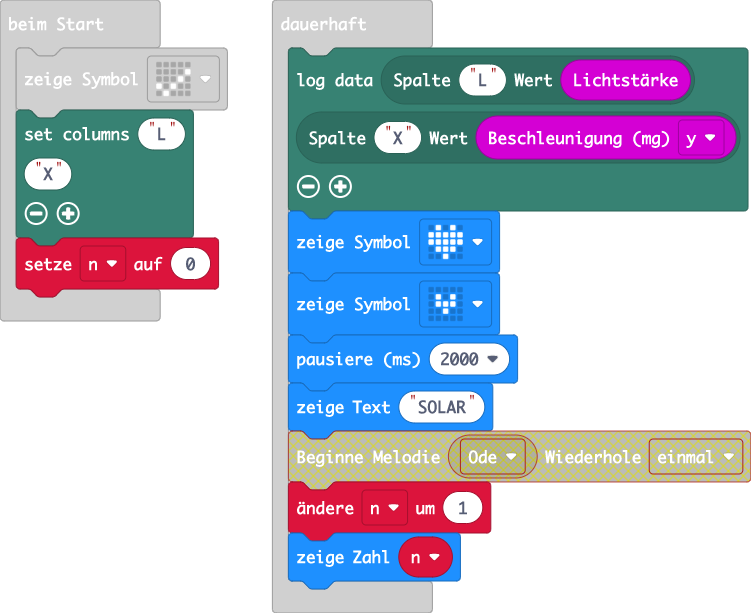 beim Start
zeige Symbol
set columns "L"
"X"
setze n auf 0
dauerhaft
log data Spalte "L" Wert Lichtstärke
Spalte "X" Wert Beschleunigung (mg) y
zeige Symbol
zeige Symbol
pausiere (ms) 2000
zeige Text "SOLAR"
Beginne Melodie Ode Wiederhole einmal
ändere n um 1
zeige Zahl n